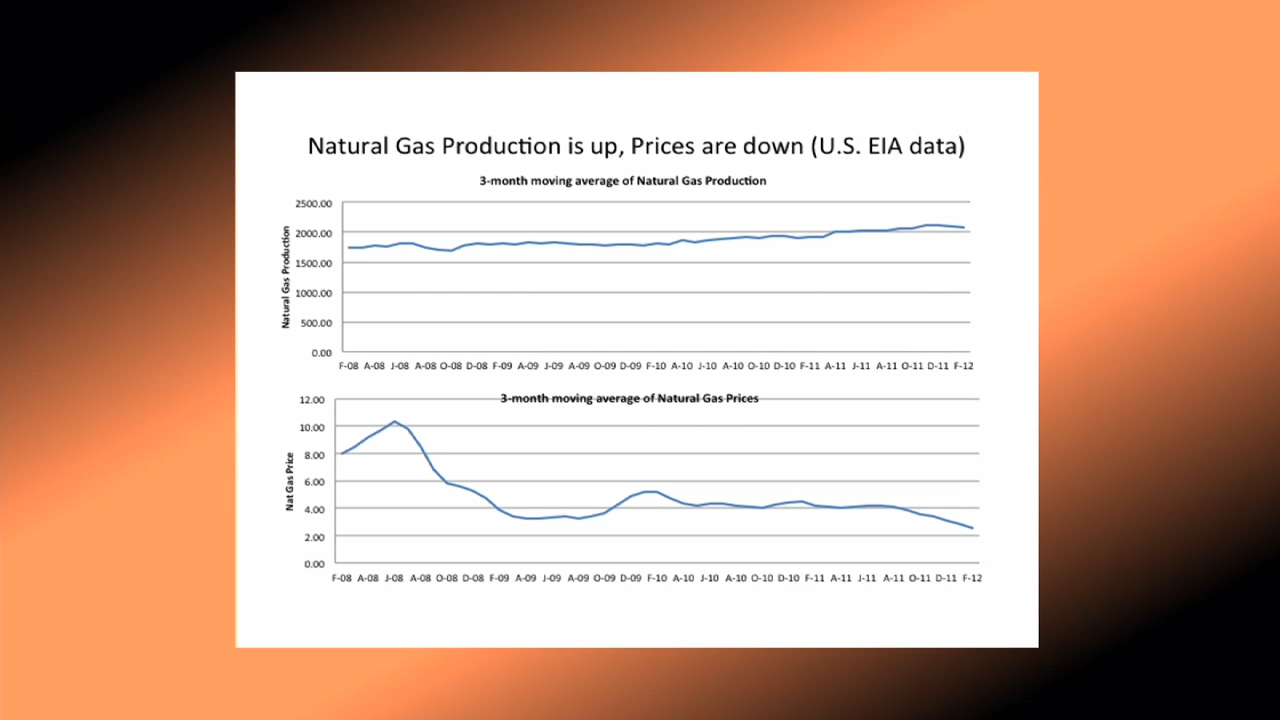 Natural Gas Production is up, Prices are down (U.S. EIA data)
3-month moving average of Natural Gas Production
Natural Gas Production
2500.00
2000.00
1500.00
1000.00
500.00
0.00
F-08 A-08 J-08 A-08 O-08 D-08 F-09 A-09 J-09 A-09 O-09 D-09 F-10 A-10 J-10 A-10 O-10 D-10 F-11 A-11 J-11 A-11 O-11 D-11 F-12
3-month moving average of Natural Gas Prices
Nat Gas Price
12.00
10.00
8.00
6.00
4.00
2.00
0.00
F-08 A-08 J-08 A-08 O-08 D-08 F-09 A-09 J-09 A-09 O-09 D-09 F-10 A-10 J-10 A-10 O-10 D-10 F-11 A-11 J-11 A-11 O-11 D-11 F-12